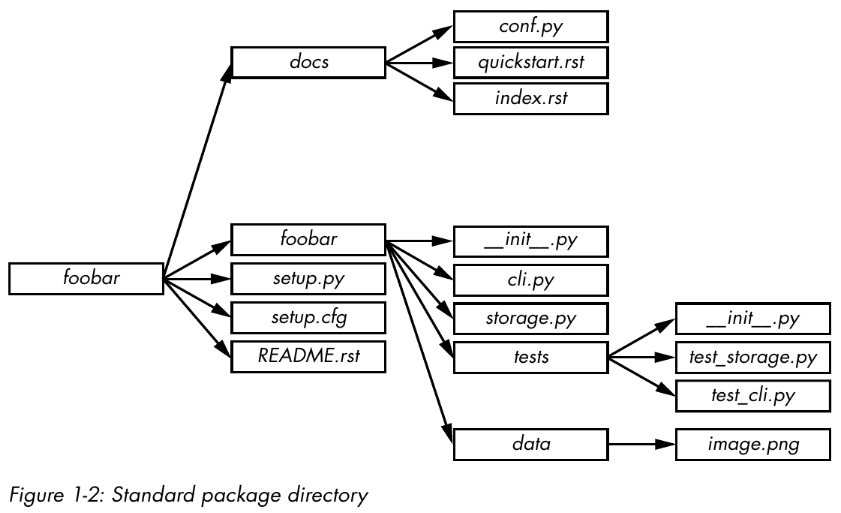 conf.py
docs
quickstart.rst
index.rst
foobar
foobar
__init__.py
setup.py
cli.py
setup.cfg
storage.py
__init__.py
README.rst
tests
test_storage.py
test_cli.py
data
image.png
Figure 1-2: Standard package directory